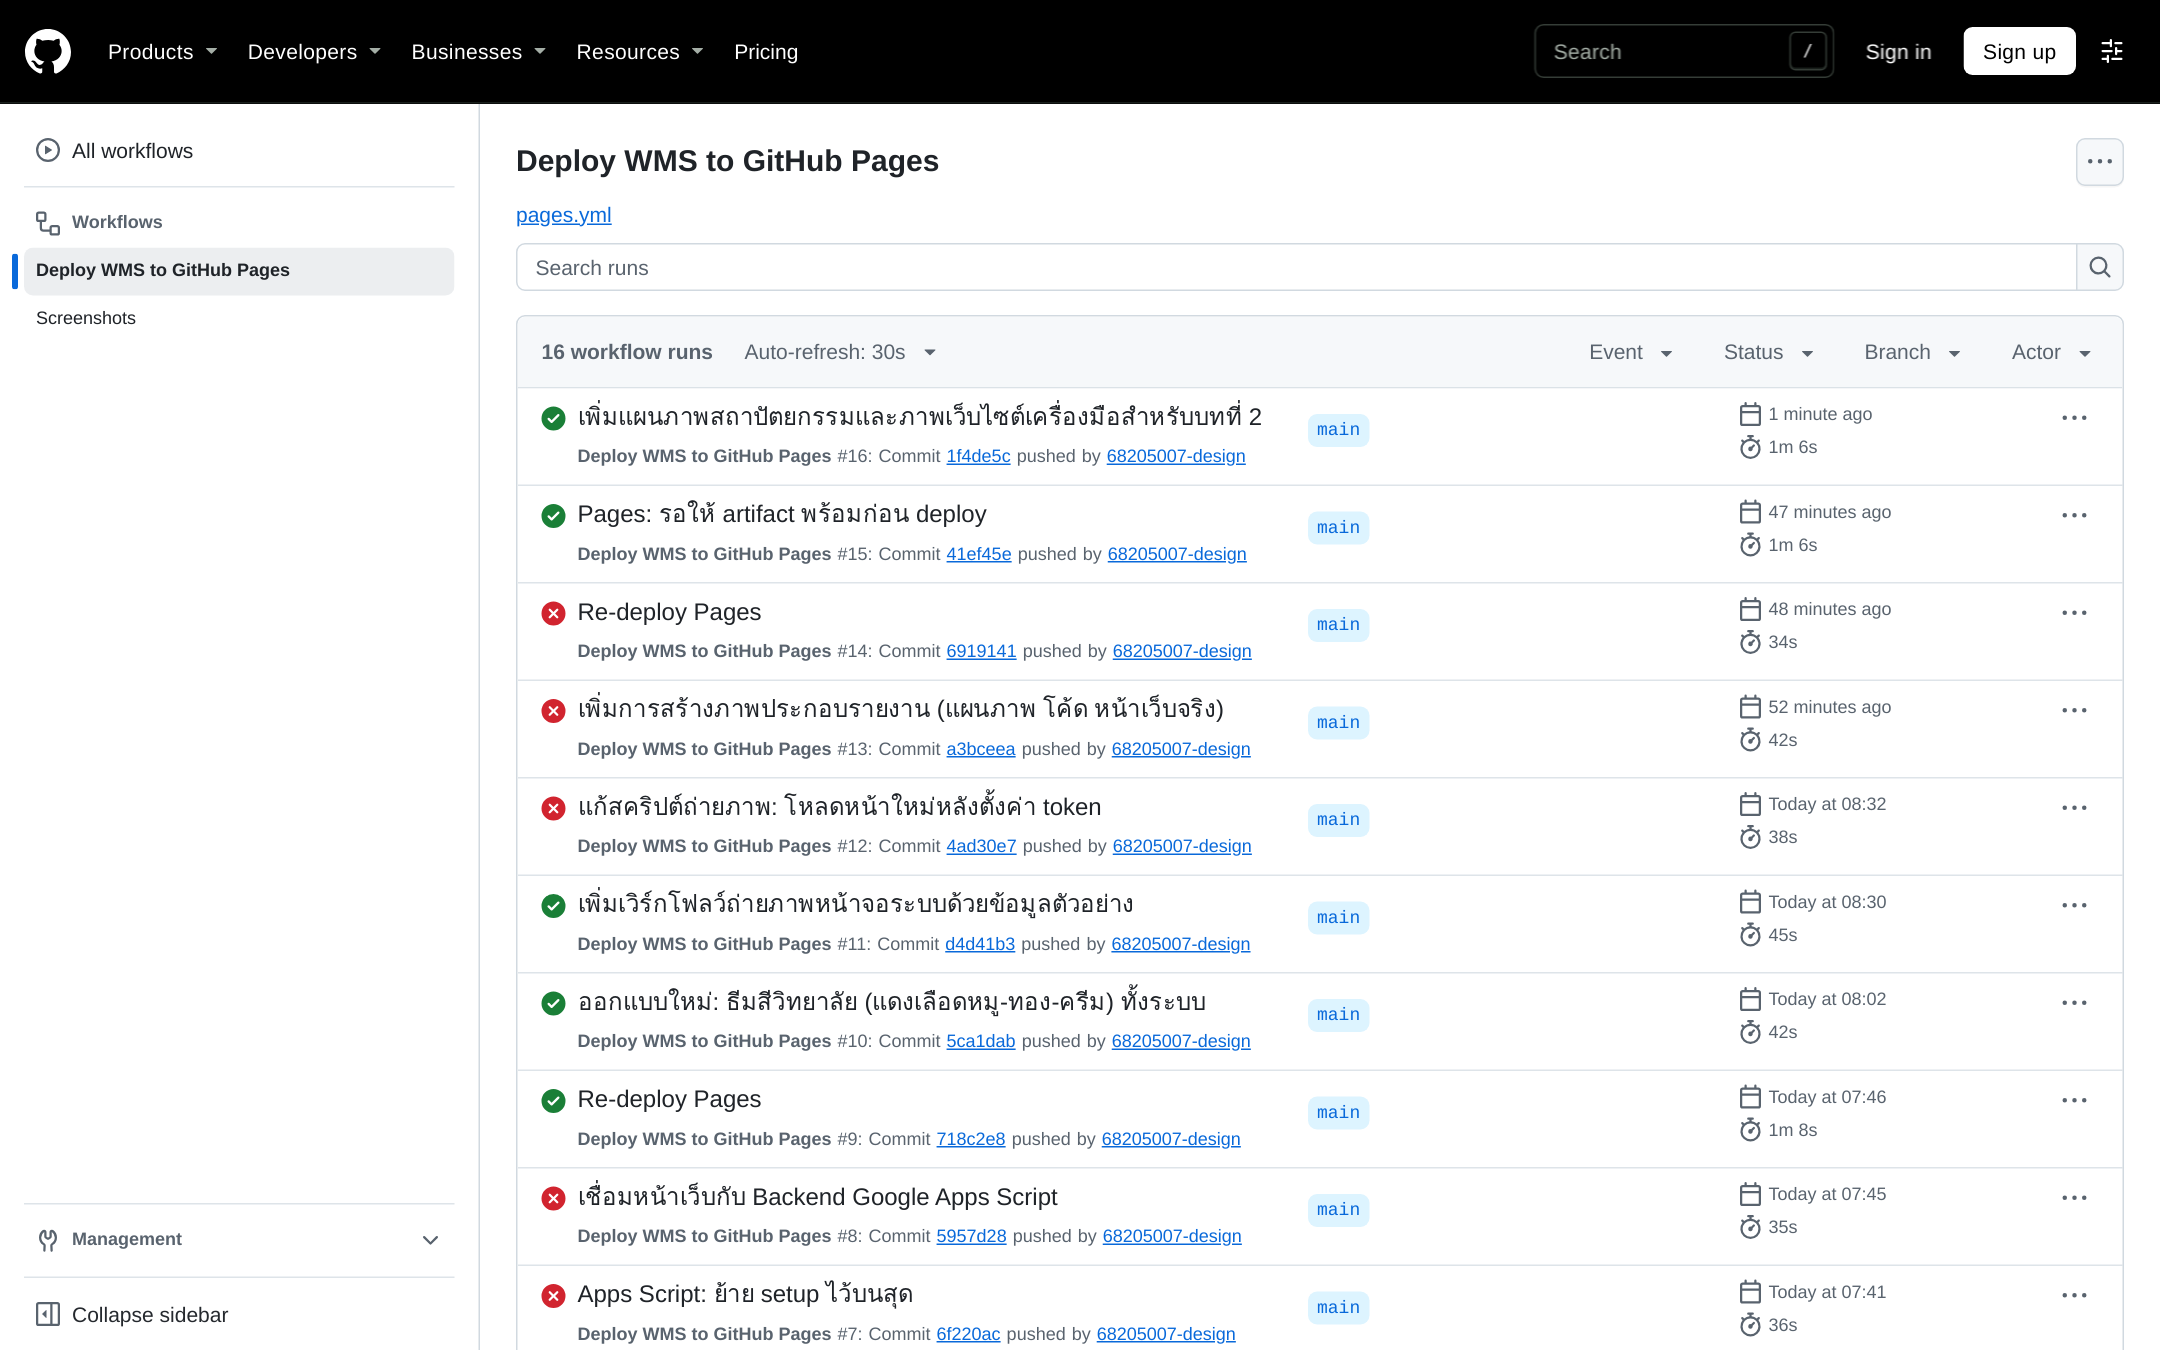 Products
Developers
Businesses
Resources
Pricing
Search
/
Sign in
Sign up
All workflows
Workflows
Deploy WMS to GitHub Pages
Screenshots
Management
Collapse sidebar
Deploy WMS to GitHub Pages
pages.yml
Search runs
16 workflow runs
Auto-refresh: 30s
Event
Status
Branch
Actor
เพิ่มแผนภาพสถาปัตยกรรมและภาพเว็บไซต์เครื่องมือสำหรับบทที่ 2
Deploy WMS to GitHub Pages #16: Commit 1f4de5c pushed by 68205007-design
main
1 minute ago
1m 6s
Pages: รอให้ artifact พร้อมก่อน deploy
Deploy WMS to GitHub Pages #15: Commit 41ef45e pushed by 68205007-design
main
47 minutes ago
1m 6s
Re-deploy Pages
Deploy WMS to GitHub Pages #14: Commit 6919141 pushed by 68205007-design
main
48 minutes ago
34s
เพิ่มการสร้างภาพประกอบรายงาน (แผนภาพ โค้ด หน้าเว็บจริง)
Deploy WMS to GitHub Pages #13: Commit a3bceea pushed by 68205007-design
main
52 minutes ago
42s
แก้สคริปต์ถ่ายภาพ: โหลดหน้าใหม่หลังตั้งค่า token
Deploy WMS to GitHub Pages #12: Commit 4ad30e7 pushed by 68205007-design
main
Today at 08:32
38s
เพิ่มเวิร์กโฟลว์ถ่ายภาพหน้าจอระบบด้วยข้อมูลตัวอย่าง
Deploy WMS to GitHub Pages #11: Commit d4d41b3 pushed by 68205007-design
main
Today at 08:30
45s
ออกแบบใหม่: ธีมสีวิทยาลัย (แดงเลือดหมู-ทอง-ครีม) ทั้งระบบ
Deploy WMS to GitHub Pages #10: Commit 5ca1dab pushed by 68205007-design
main
Today at 08:02
42s
Re-deploy Pages
Deploy WMS to GitHub Pages #9: Commit 718c2e8 pushed by 68205007-design
main
Today at 07:46
1m 8s
เชื่อมหน้าเว็บกับ Backend Google Apps Script
Deploy WMS to GitHub Pages #8: Commit 5957d28 pushed by 68205007-design
main
Today at 07:45
35s
Apps Script: ย้าย setup ไว้บนสุด
Deploy WMS to GitHub Pages #7: Commit 6f220ac pushed by 68205007-design
main
Today at 07:41
36s